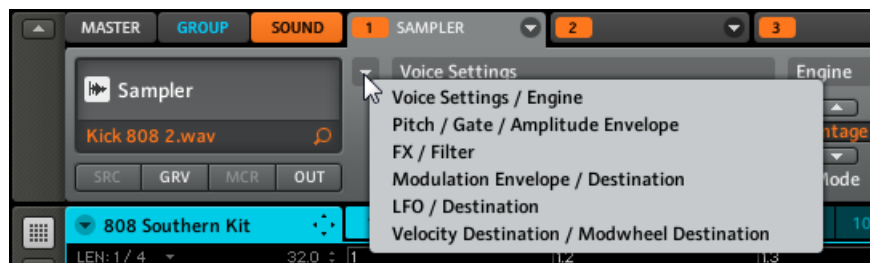 MASTER GROUP SOUND 1 SAMPLER 2 3
Voice Settings Engine
Sampler
Voice Settings / Engine
Pitch / Gate / Amplitude Envelope
Kick 808 2.wav
FX / Filter
SRC GRV MCR OUT
Modulation Envelope / Destination
LFO / Destination
808 Southern Kit 10
Velocity Destination / Modwheel Destination
LEN: 1 / 4 32.0 1 1.2 1.3